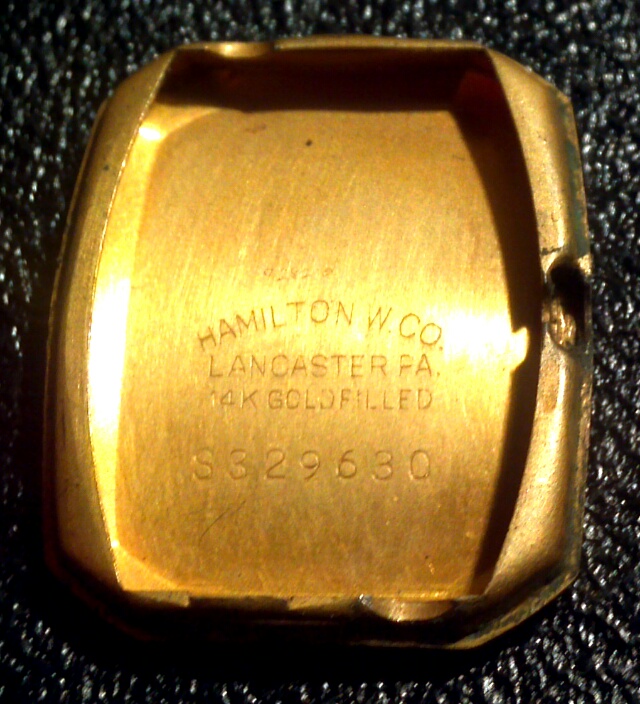 HAMILTON W. CO.
LANCASTER PA.
14K GOLD FILLED
S329630